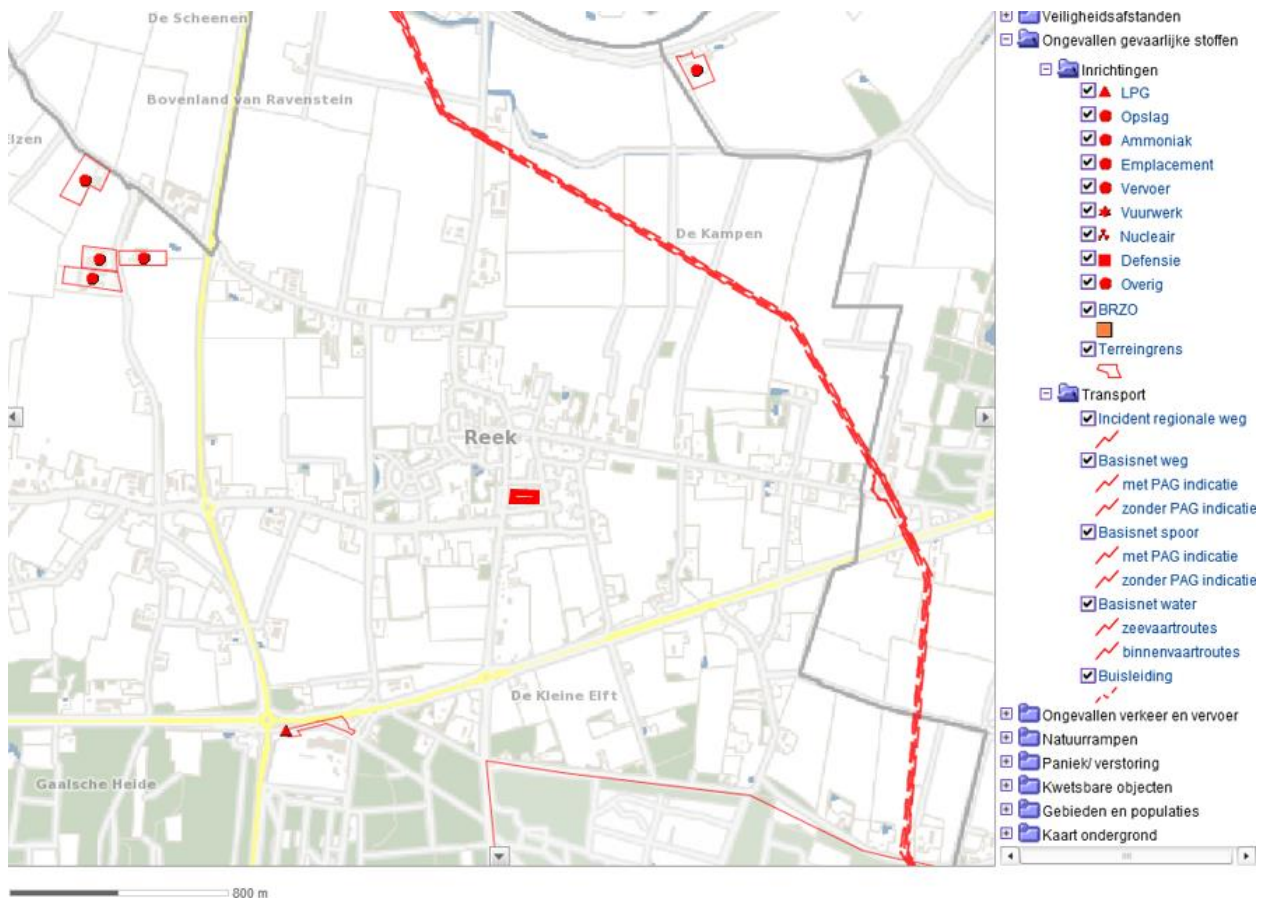 De Scheenen
Bovenland van Ravenstein
lzen
De Kampen
Reek
De Kleine Elft
Gaalsche Heide
800 m
Veiligheidsafstanden
Ongevallen gevaarlijke stoffen
Inrichtingen
LPG
Opslag
Ammoniak
Emplacement
Vervoer
Vuurwerk
Nucleair
Defensie
Overig
BRZO
Terreingrens
Transport
Incident regionale weg
Basisnet weg
met PAG indicatie
zonder PAG indicatie
Basisnet spoor
met PAG indicatie
zonder PAG indicatie
Basisnet water
zeevaartroutes
binnenvaartroutes
Buisleiding
Ongevallen verkeer en vervoer
Natuurrampen
Paniek/ verstoring
Kwetsbare objecten
Gebieden en populaties
Kaart ondergrond